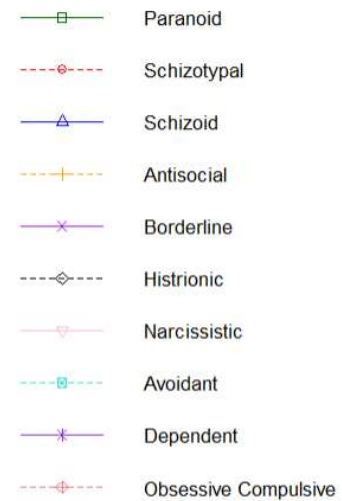 Paranoid
Schizotypal
Schizoid
Antisocial
Borderline
Histrionic
Narcissistic
Avoidant
Dependent
Obsessive Compulsive